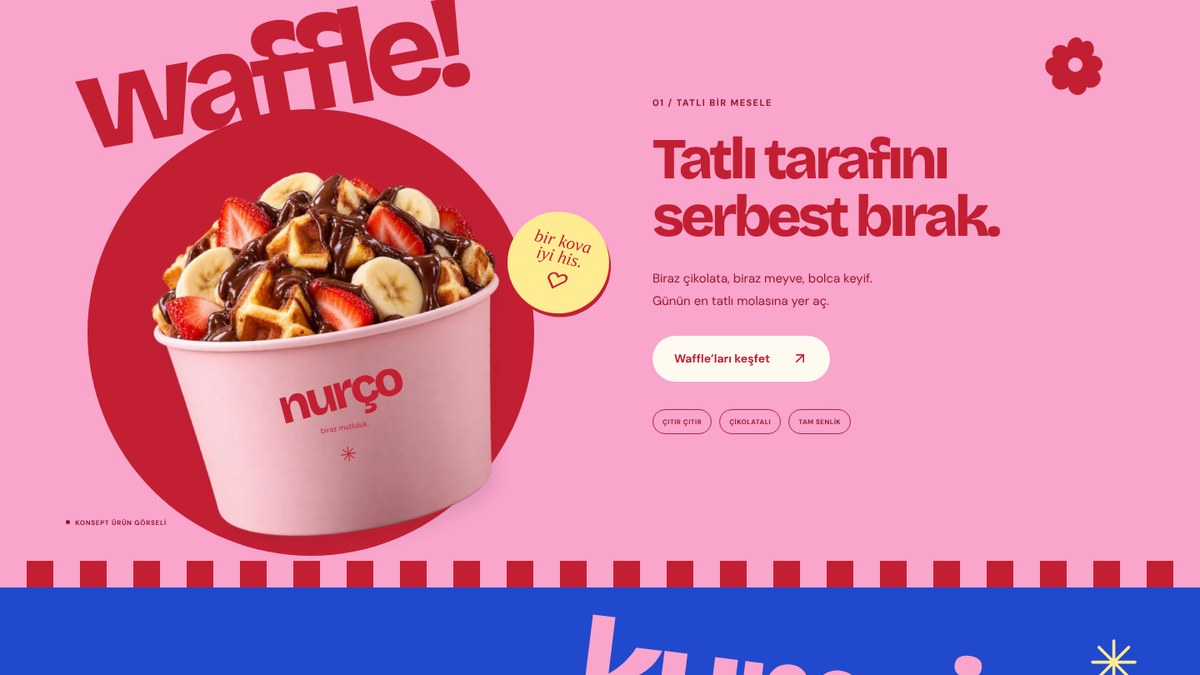 waffle!
01 / TATLI BİR MESELE
Tatlı tarafını
serbest bırak.
bir kova
iyi his.
Biraz çikolata, biraz meyve, bolca keyif.
Günün en tatlı molasına yer aç.
Waffle’ları keşfet
nurço
biraz mutluluk.
ÇITIR ÇITIR
ÇİKOLATALI
TAM SENLİK
KONSEPT ÜRÜN GÖRSELİ